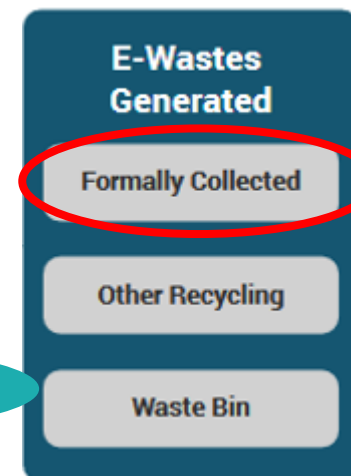 E-Wastes
Generated
Formally Collected
Other Recycling
Waste Bin